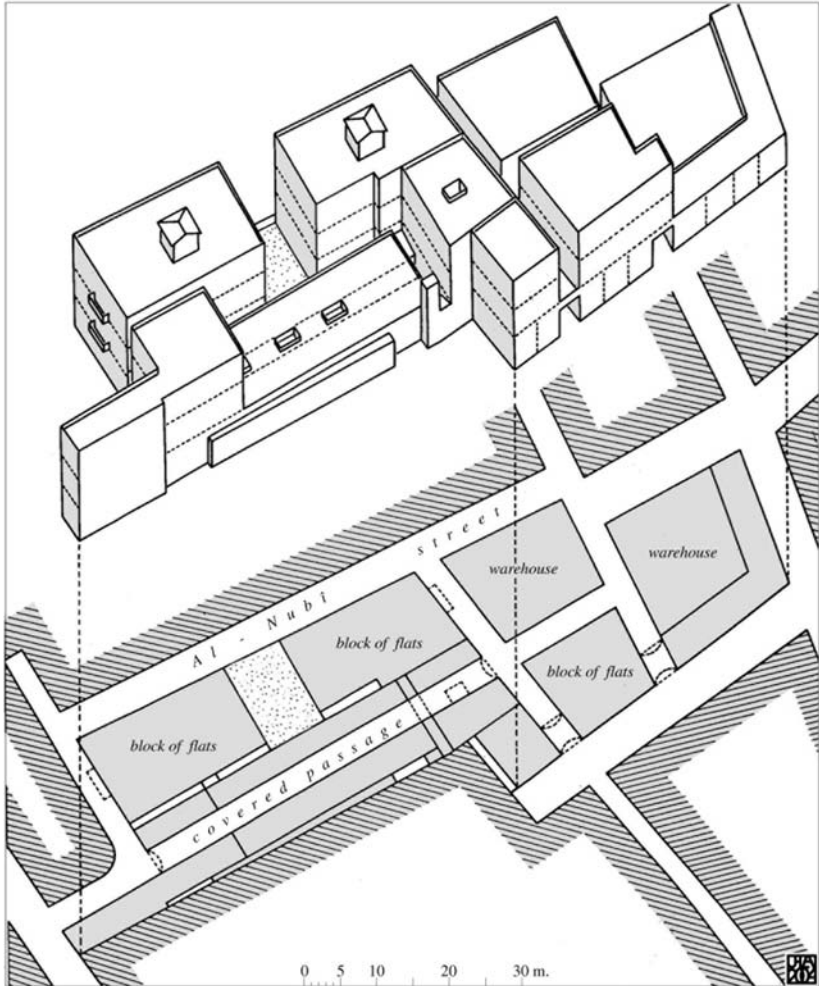 Al - Nubî street
warehouse
warehouse
block of flats
block of flats
block of flats
covered passage
0 5 10 20 30 m.